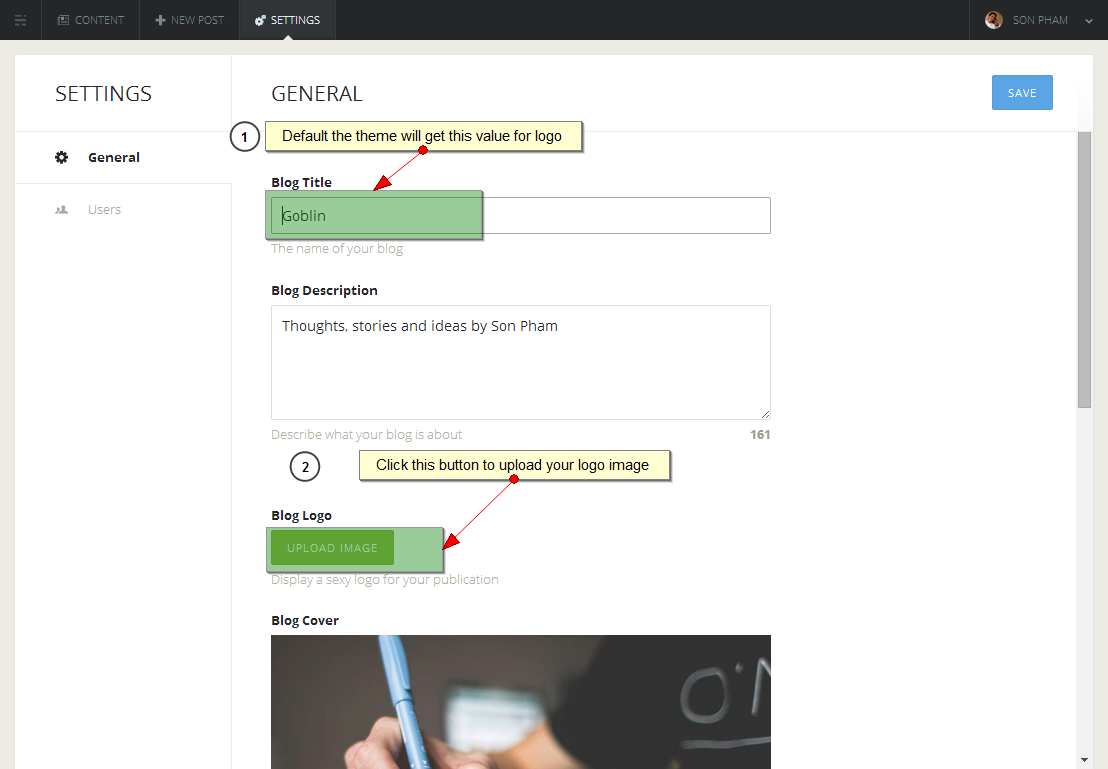 CONTENT
NEW POST
SETTINGS
SON PHAM
SETTINGS
GENERAL
SAVE
1
Default the theme will get this value for logo
General
Users
Blog Title
Goblin
The name of your blog
Blog Description
Thoughts, stories and ideas by Son Pham
Describe what your blog is about
161
2
Click this button to upload your logo image
Blog Logo
UPLOAD IMAGE
Display a sexy logo for your publication
Blog Cover